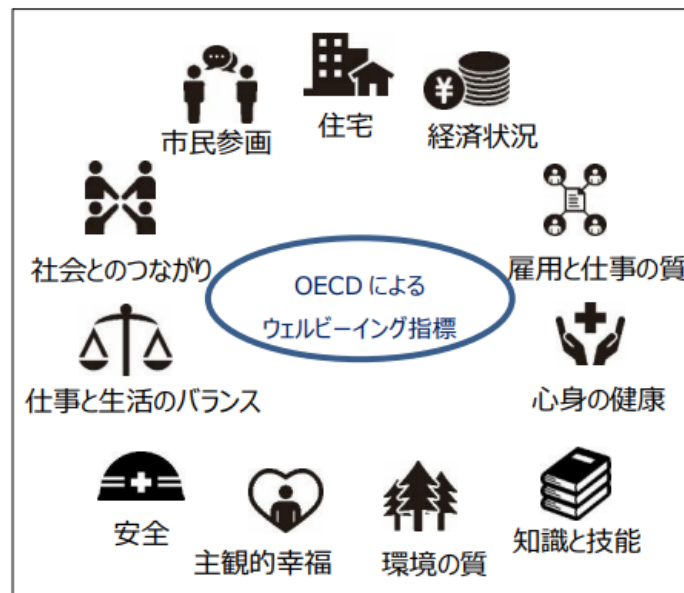 市民参画
住宅
経済状況
社会とのつながり
雇用と仕事の質
OECD による
ウェルビーイング指標
仕事と生活のバランス
心身の健康
安全
主観的幸福
環境の質
知識と技能